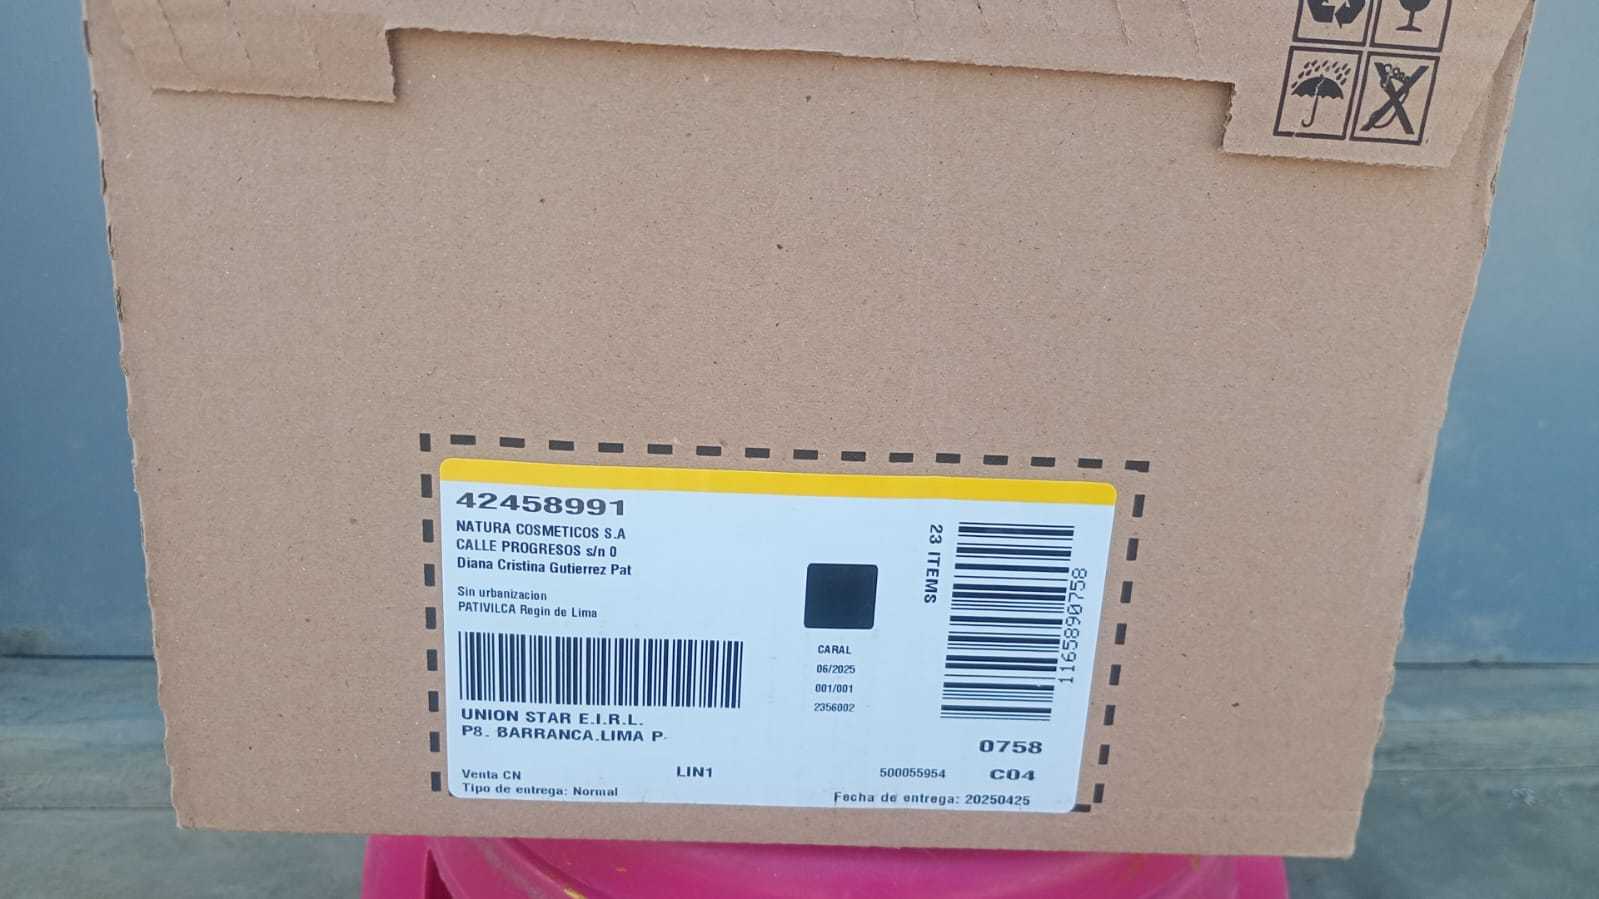 42458991
NATURA COSMETICOS S.A
CALLE PROGRESOS s/n 0
Diana Cristina Gutierrez Pat
Sin urbanizacion
PATIVILCA Regin de Lima
UNION STAR E.I.R.L.
P8. BARRANCA.LIMA P.
Venta CN
LIN1
Tipo de entrega: Normal
CARAL
06/2025
001/001
2356002
23 ITEMS
1165890758
0758
500055954
C04
Fecha de entrega: 20250425